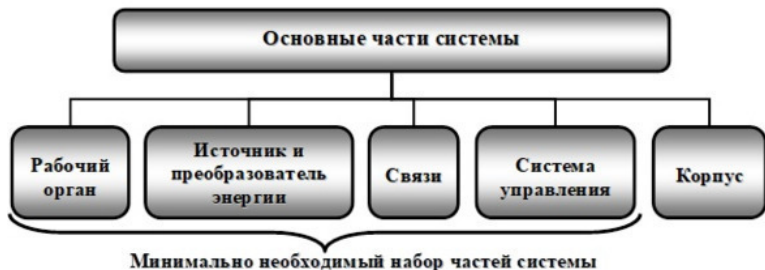 Основные части системы
Рабочий
орган
Источник и
преобразователь
энергии
Связи
Система
управления
Корпус
Минимально необходимый набор частей системы